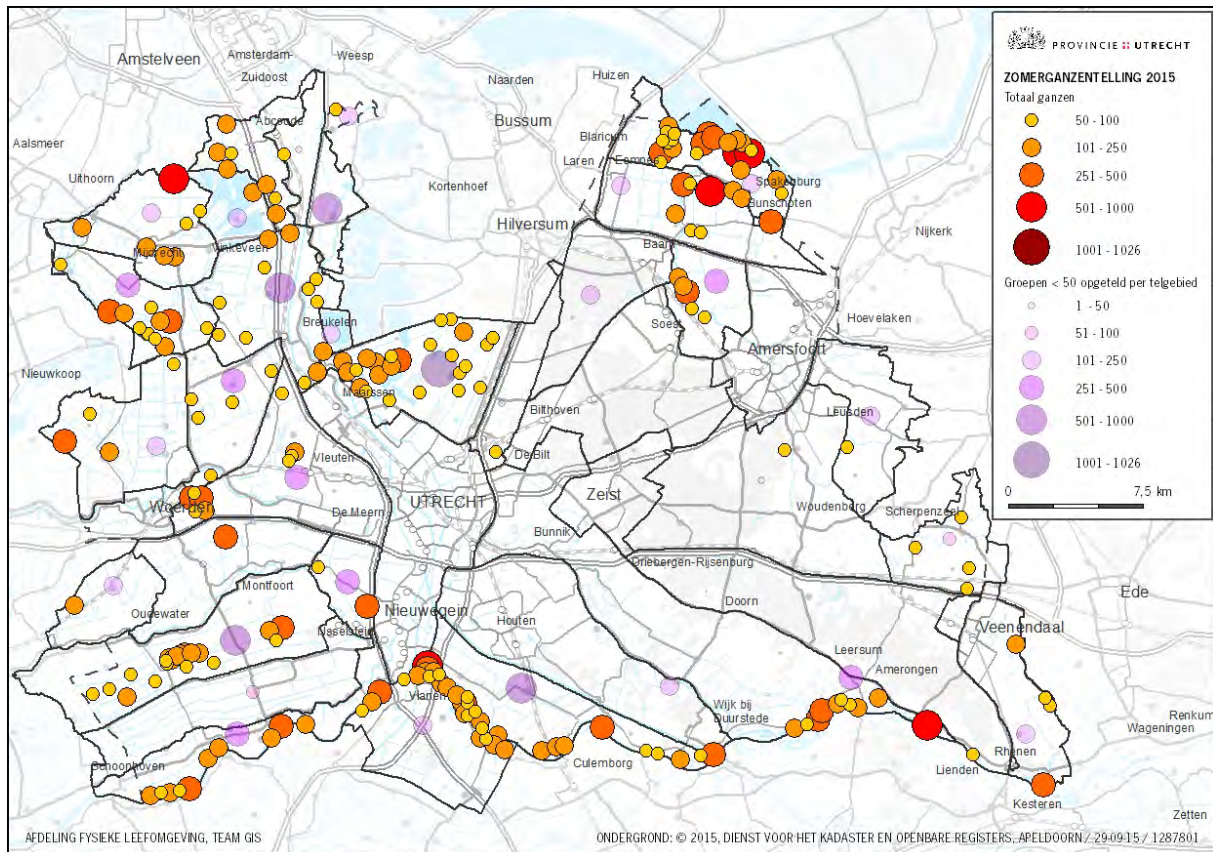 PROVINCIE UTRECHT
ZOMERGANZENTELLING 2015
Totaal ganzen
50 - 100
101 - 250
251 - 500
501 - 1000
1001 - 1026
Groepen < 50 opgeteld per telgebied
1 - 50
51 - 100
101 - 250
251 - 500
501 - 1000
1001 - 1026
0 7,5 km
Amstelveen
Amsterdam-
Zuidoost
Weesp
Naarden
Huizen
Bussum
Abcoude
Blaricum
Aalsmeer
Laren
Eemnes
Uithoorn
Kortenhoef
Spakenburg
Bunschoten
Hilversum
Nijkerk
Mijdrecht
Vinkeveen
Baarn
Breukelen
Soest
Hoevelaken
Amersfoort
Nieuwkoop
Maarssen
Bilthoven
Leusden
Vleuten
De Bilt
Zeist
UTRECHT
Woerden
De Meern
Woudenberg
Scherpenzeel
Bunnik
Driebergen-Rijsenburg
Montfoort
Ede
Oudewater
Nieuwegein
Doorn
IJsselstein
Houten
Veenendaal
Leersum
Amerongen
Vianen
Wijk bij
Duurstede
Renkum
Wageningen
Rhenen
Schoonhoven
Culemborg
Lienden
Kesteren
Zetten
AFDELING FYSIEKE LEEFOMGEVING, TEAM GIS
ONDERGROND: © 2015, DIENST VOOR HET KADASTER EN OPENBARE REGISTERS, APELDOORN / 29-09-15 / 1287801